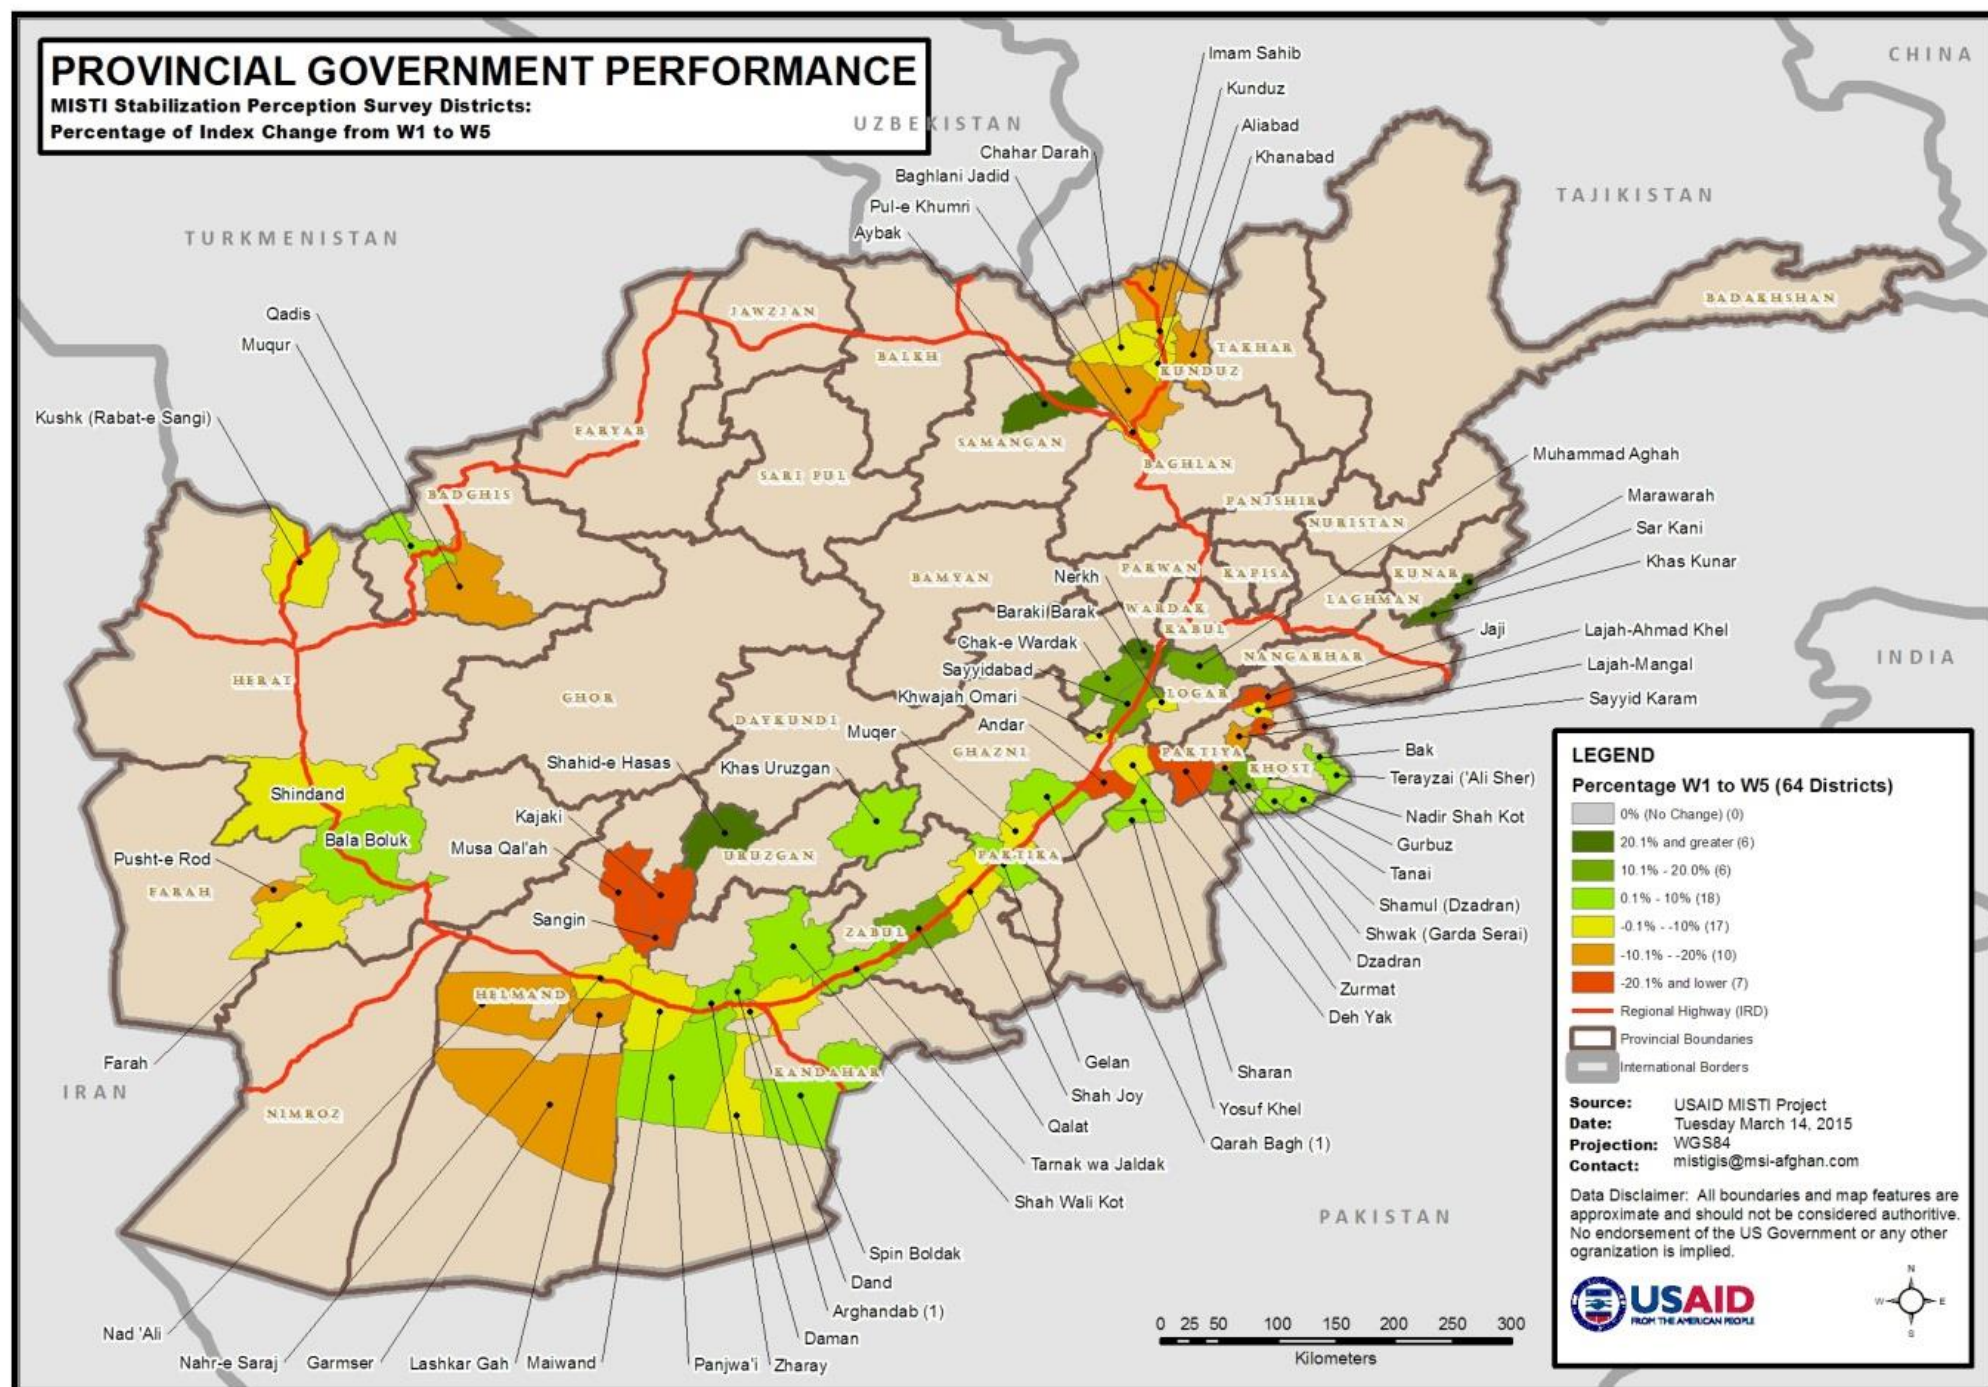 PROVINCIAL GOVERNMENT PERFORMANCE
MISTI Stabilization Perception Survey Districts:
Percentage of Index Change from W1 to W5
CHINA
UZBEKISTAN
TAJIKISTAN
TURKMENISTAN
INDIA
IRAN
PAKISTAN
Imam Sahib
Kunduz
Aliabad
Khanabad
Chahar Darah
Baghlani Jadid
Pul-e Khumri
Aybak
Qadis
Muqur
Kushk (Rabat-e Sangi)
JAWZJAN
BALKH
KUNDUZ
TAKHAR
BADAKHSHAN
FARYAB
SAMANGAN
SARI PUL
BAGHLAN
BADGHIS
PANJSHIR
NURISTAN
Muhammad Aghah
Marawarah
Sar Kani
Khas Kunar
Jaji
Lajah-Ahmad Khel
Lajah-Mangal
Sayyid Karam
BAMYAN
PARWAN
KAPISA
KUNAR
LAGHMAN
WARDAK
KABUL
NANGARHAR
LOGAR
Nerkh
Baraki Barak
Chak-e Wardak
Sayyidabad
Khwajah Omari
Andar
Muqer
HERAT
GHOR
DAYKUNDI
GHAZNI
PAKTIYA
KHOST
Bak
Terayzai ('Ali Sher)
Nadir Shah Kot
Gurbuz
Tanai
Shamul (Dzadran)
Shwak (Garda Serai)
Dzadran
Zurmat
Deh Yak
Shahid-e Hasas
Khas Uruzgan
Kajaki
Musa Qal'ah
Sangin
Shindand
Bala Boluk
Pusht-e Rod
FARAH
URUZGAN
PAKTIKA
ZABUL
HELMAND
KANDAHAR
NIMROZ
Farah
Gelan
Shah Joy
Qalat
Tarnak wa Jaldak
Shah Wali Kot
Sharan
Yosuf Khel
Qarah Bagh (1)
Spin Boldak
Dand
Arghandab (1)
Daman
Nad 'Ali
Nahr-e Saraj
Garmser
Lashkar Gah
Maiwand
Panjwa'i
Zharay
0 25 50 100 150 200 250 300
Kilometers
LEGEND
Percentage W1 to W5 (64 Districts)
0% (No Change) (0)
20.1% and greater (6)
10.1% - 20.0% (6)
0.1% - 10% (18)
-0.1% - -10% (17)
-10.1% - -20% (10)
-20.1% and lower (7)
Regional Highway (IRD)
Provincial Boundaries
International Borders
Source: USAID MISTI Project
Date: Tuesday March 14, 2015
Projection: WGS84
Contact: mistigis@msi-afghan.com
Data Disclaimer: All boundaries and map features are
approximate and should not be considered authoritive.
No endorsement of the US Government or any other
ogranization is implied.
USAID
FROM THE AMERICAN PEOPLE
N
W
E
S